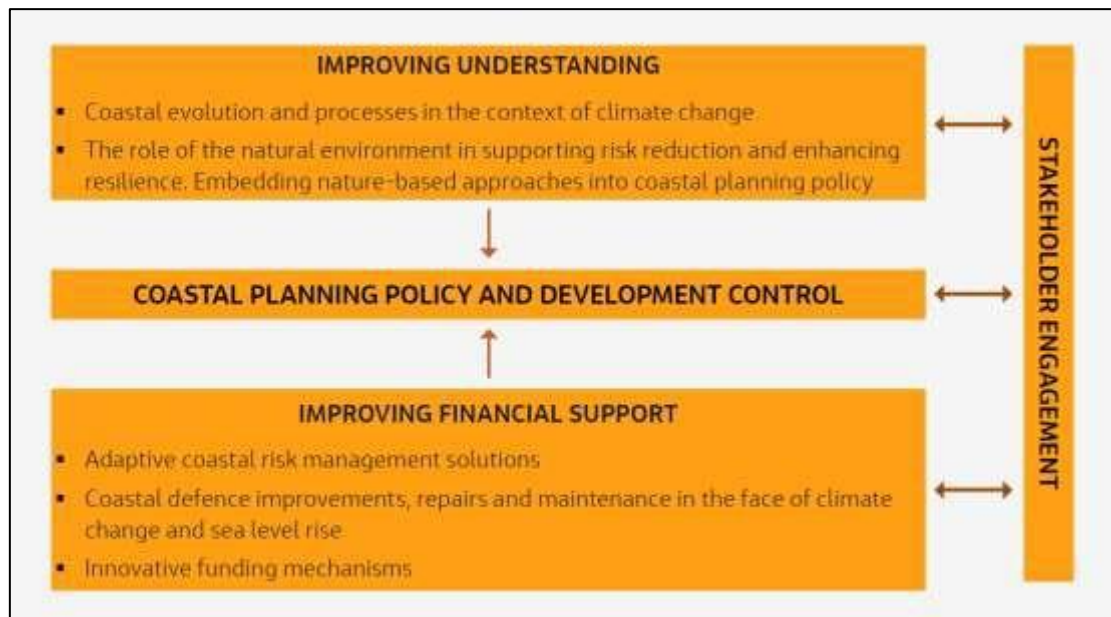 IMPROVING UNDERSTANDING
▪ Coastal evolution and processes in the context of climate change
▪ The role of the natural environment in supporting risk reduction and enhancing
resilience. Embedding nature-based approaches into coastal planning policy
COASTAL PLANNING POLICY AND DEVELOPMENT CONTROL
IMPROVING FINANCIAL SUPPORT
▪ Adaptive coastal risk management solutions
▪ Coastal defence improvements, repairs and maintenance in the face of climate
change and sea level rise
▪ Innovative funding mechanisms
STAKEHOLDER ENGAGEMENT